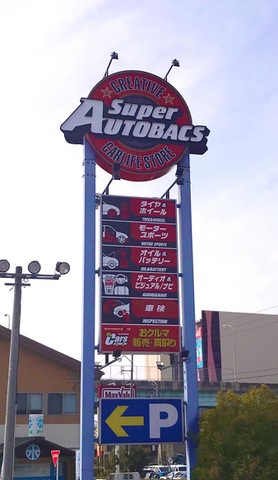 CREATIVE
Super
AUTOBACS
CAR LIFE STORE
タイヤ&
ホイール
TIRE&WHEEL
モーター
スポーツ
MOTOR SPORTS
オイル&
バッテリー
OIL&BATTERY
オーディオ&
ビジュアル/ナビ
AUDIO&NAVI
車検
INSPECTION
Cars
おクルマ
販売・買取り
P